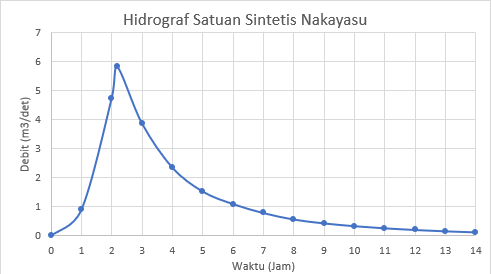 Hidrograf Satuan Sintetis Nakayasu
7
6
5
4
3
2
1
0
Debit (m3/det)
0 1 2 3 4 5 6 7 8 9 10 11 12 13 14
Waktu (Jam)